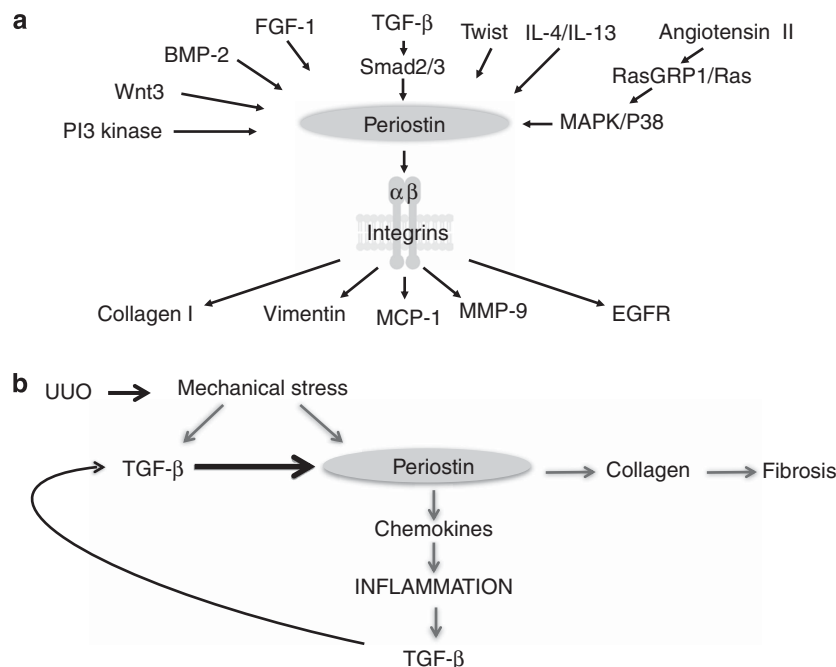 a
FGF-1
TGF-β
Twist
IL-4/IL-13
Angiotensin II
BMP-2
Smad2/3
RasGRP1/Ras
Wnt3
PI3 kinase
Periostin
MAPK/P38
αβ
Integrins
Collagen I
Vimentin
MCP-1
MMP-9
EGFR
b
UUO
Mechanical stress
TGF-β
Periostin
Collagen
Fibrosis
Chemokines
INFLAMMATION
TGF-β